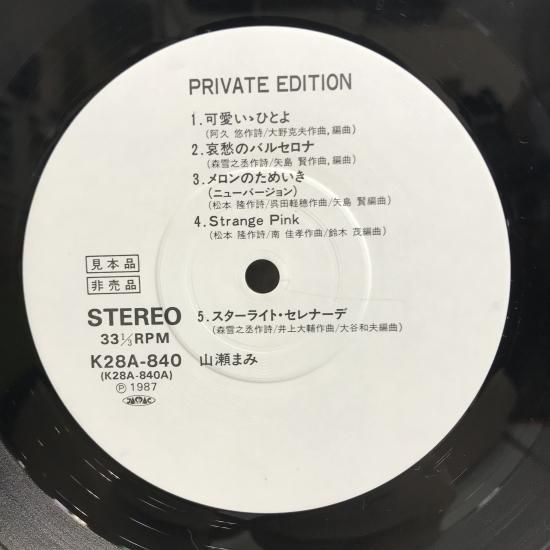 PRIVATE EDITION
1.可愛いゝひとよ
(阿久 悠作詩/大野克夫作曲,編曲)
2.哀愁のバルセロナ
(森雪之丞作詩/矢島 賢作曲,編曲)
3.メロンのためいき
(ニューバージョン)
(松本 隆作詩/呉田軽穂作曲/矢島 賢編曲)
4.Strange Pink
(松本 隆作詩/南 佳孝作曲/鈴木 茂編曲)
見本品
非売品
5.スターライト・セレナーデ
(森雪之丞作詩/井上大輔作曲/大谷和夫編曲)
STEREO
33⅓RPM
K28A-840
(K28A-840A)
Ⓟ1987
JASRAC
山瀬まみ